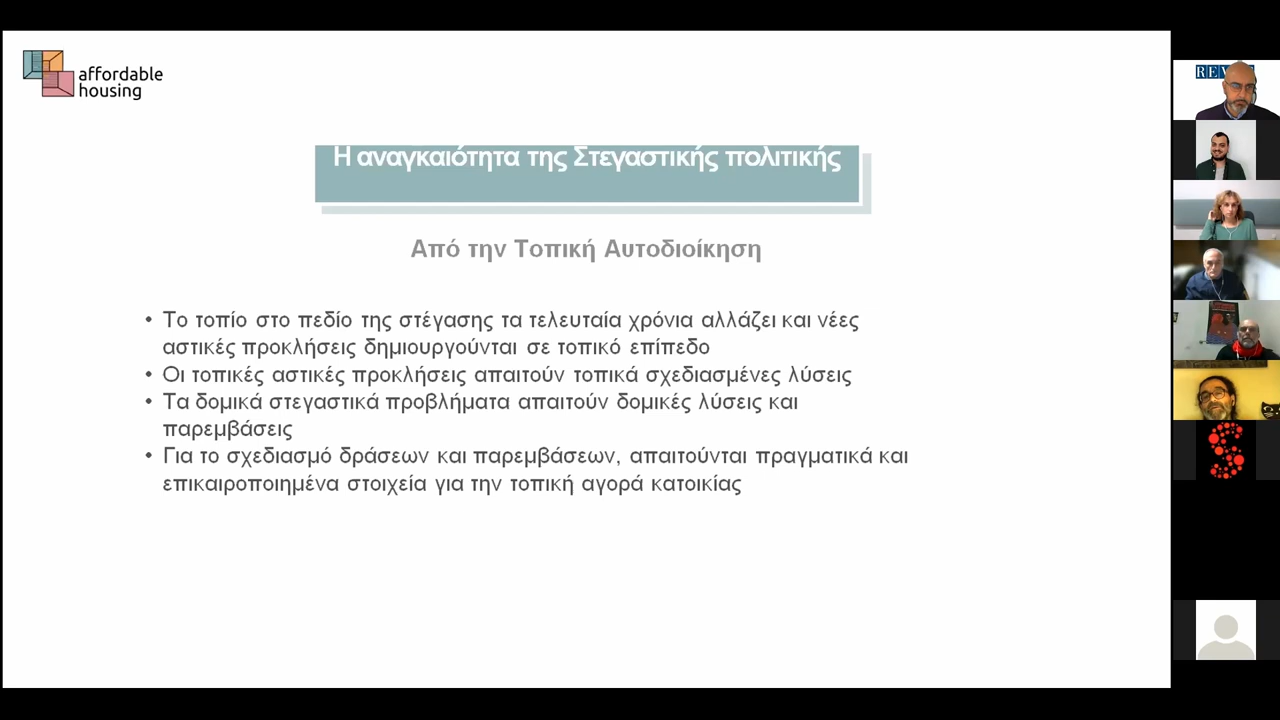 affordable
housing
Η αναγκαιότητα της Στεγαστικής πολιτικής
Από την Τοπική Αυτοδιοίκηση
• Το τοπίο στο πεδίο της στέγασης τα τελευταία χρόνια αλλάζει και νέες
αστικές προκλήσεις δημιουργούνται σε τοπικό επίπεδο
• Οι τοπικές αστικές προκλήσεις απαιτούν τοπικά σχεδιασμένες λύσεις
• Τα δομικά στεγαστικά προβλήματα απαιτούν δομικές λύσεις και
παρεμβάσεις
• Για το σχεδιασμό δράσεων και παρεμβάσεων, απαιτούνται πραγματικά και
επικαιροποιημένα στοιχεία για την τοπική αγορά κατοικίας